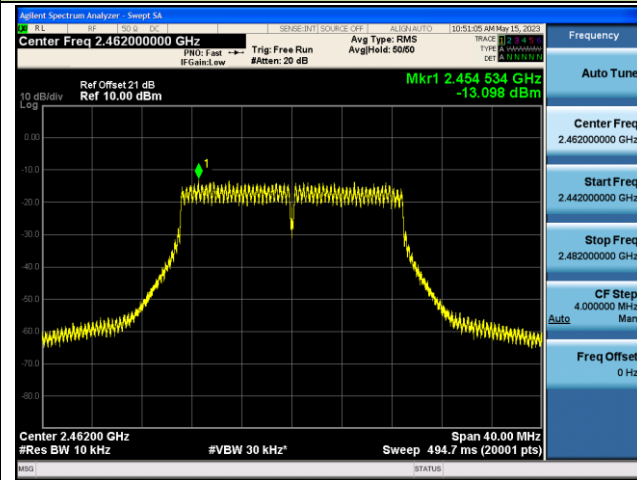 Agilent Spectrum Analyzer - Swept SA
RL RF 50 Ω DC SENSE:INT SOURCE OFF ALIGN AUTO 10:51:05 AM May 15, 2023
Center Freq 2.462000000 GHz
PNO: Fast
IFGain:Low
Trig: Free Run
#Atten: 20 dB
Avg Type: RMS
Avg|Hold: 50/50
TRACE 1 2 3 4 5 6
TYPE A
DET A N N N N N
Frequency
Auto Tune
Ref Offset 21 dB
Ref 10.00 dBm
10 dB/div
Log
Mkr1 2.454 534 GHz
-13.098 dBm
1
0.00
-10.0
-20.0
-30.0
-40.0
-50.0
-60.0
-70.0
-80.0
Center Freq
2.462000000 GHz
Start Freq
2.442000000 GHz
Stop Freq
2.482000000 GHz
CF Step
4.000000 MHz
Auto Man
Freq Offset
0 Hz
Center 2.46200 GHz
#Res BW 10 kHz
#VBW 30 kHz*
Span 40.00 MHz
Sweep 494.7 ms (20001 pts)
MSG
STATUS